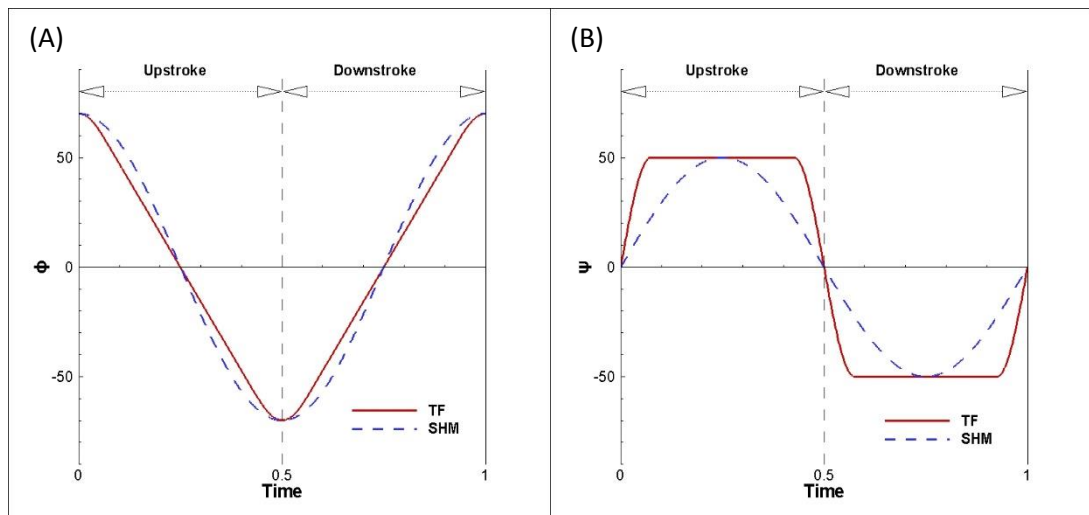 (A)
Upstroke Downstroke
50
0
-50
Φ
TF
SHM
0 0.5 1
Time
(B)
Upstroke Downstroke
50
0
-50
Ψ
TF
SHM
0 0.5 1
Time